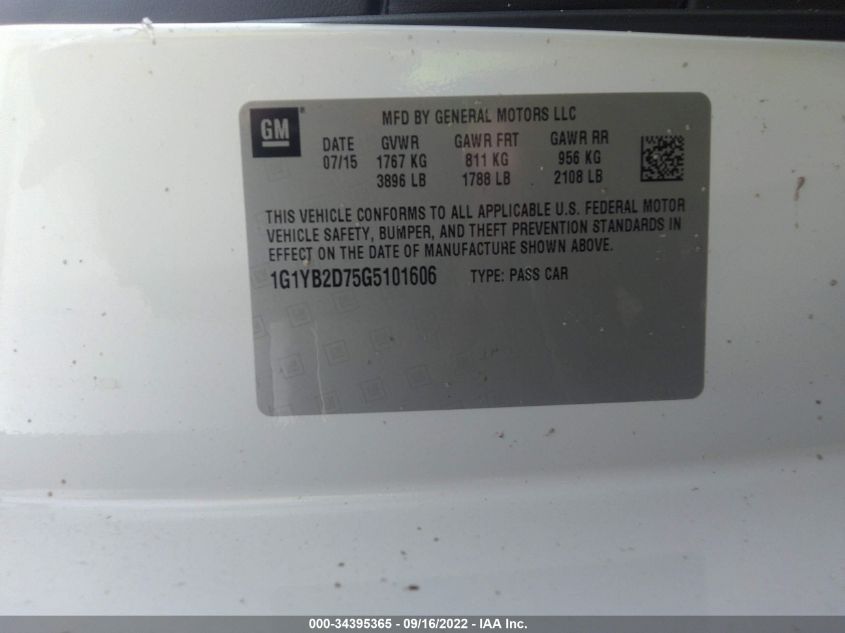 GM
MFD BY GENERAL MOTORS LLC
DATE GVWR GAWR FRT GAWR RR
07/15 1767 KG 811 KG 956 KG
3896 LB 1788 LB 2108 LB
THIS VEHICLE CONFORMS TO ALL APPLICABLE U.S. FEDERAL MOTOR
VEHICLE SAFETY, BUMPER, AND THEFT PREVENTION STANDARDS IN
EFFECT ON THE DATE OF MANUFACTURE SHOWN ABOVE.
1G1YB2D75G5101606 TYPE: PASS CAR
000-34395365 - 09/16/2022 - IAA Inc.